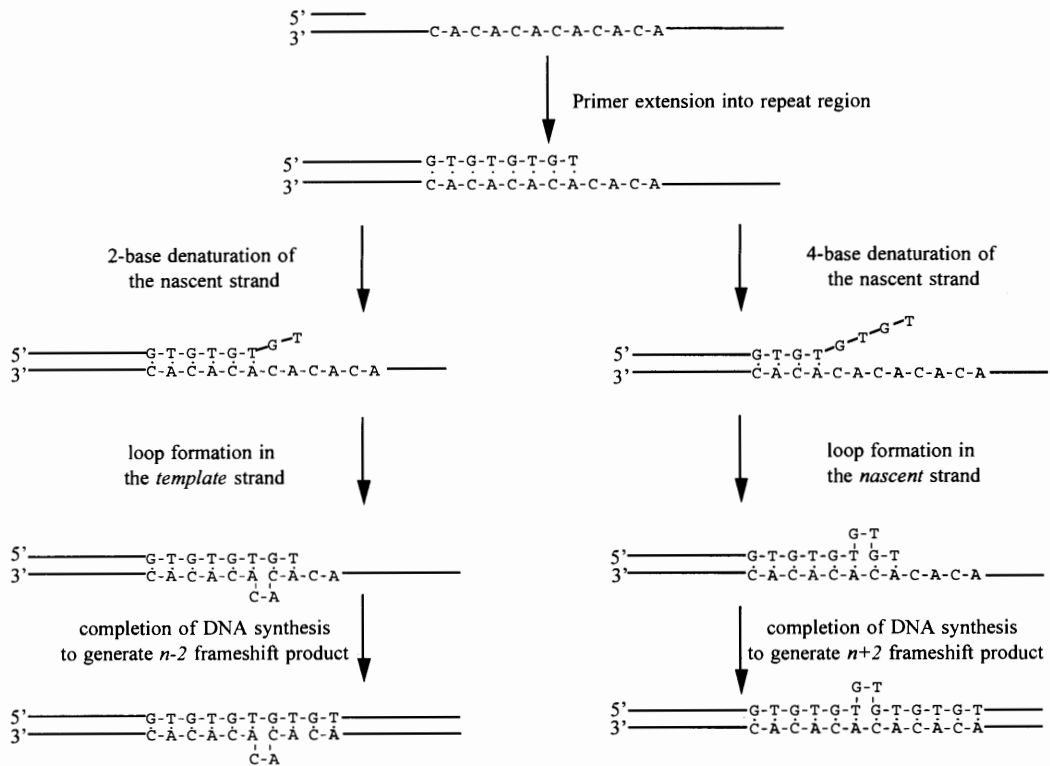 5'
3' C-A-C-A-C-A-C-A-C-A-C-A
Primer extension into repeat region
5' G-T-G-T-G-T-G-T
3' C-A-C-A-C-A-C-A-C-A-C-A
2-base denaturation of
the nascent strand
4-base denaturation of
the nascent strand
5' G-T-G-T-G-T-G-T
3' C-A-C-A-C-A-C-A-C-A-C-A
5' G-T-G-T-G-T-G-T
3' C-A-C-A-C-A-C-A-C-A-C-A
loop formation in
the template strand
loop formation in
the nascent strand
5' G-T-G-T-G-T-G-T
3' C-A-C-A-C-A-C-A-C-A
C-A
G-T
5' G-T-G-T-G-T-G-T
3' C-A-C-A-C-A-C-A-C-A-C-A
completion of DNA synthesis
to generate n-2 frameshift product
completion of DNA synthesis
to generate n+2 frameshift product
5' G-T-G-T-G-T-G-T-G-T
3' C-A-C-A-C-A-C-A-C-A
C-A
G-T
5' G-T-G-T-G-T-G-T-G-T-G-T
3' C-A-C-A-C-A-C-A-C-A-C-A